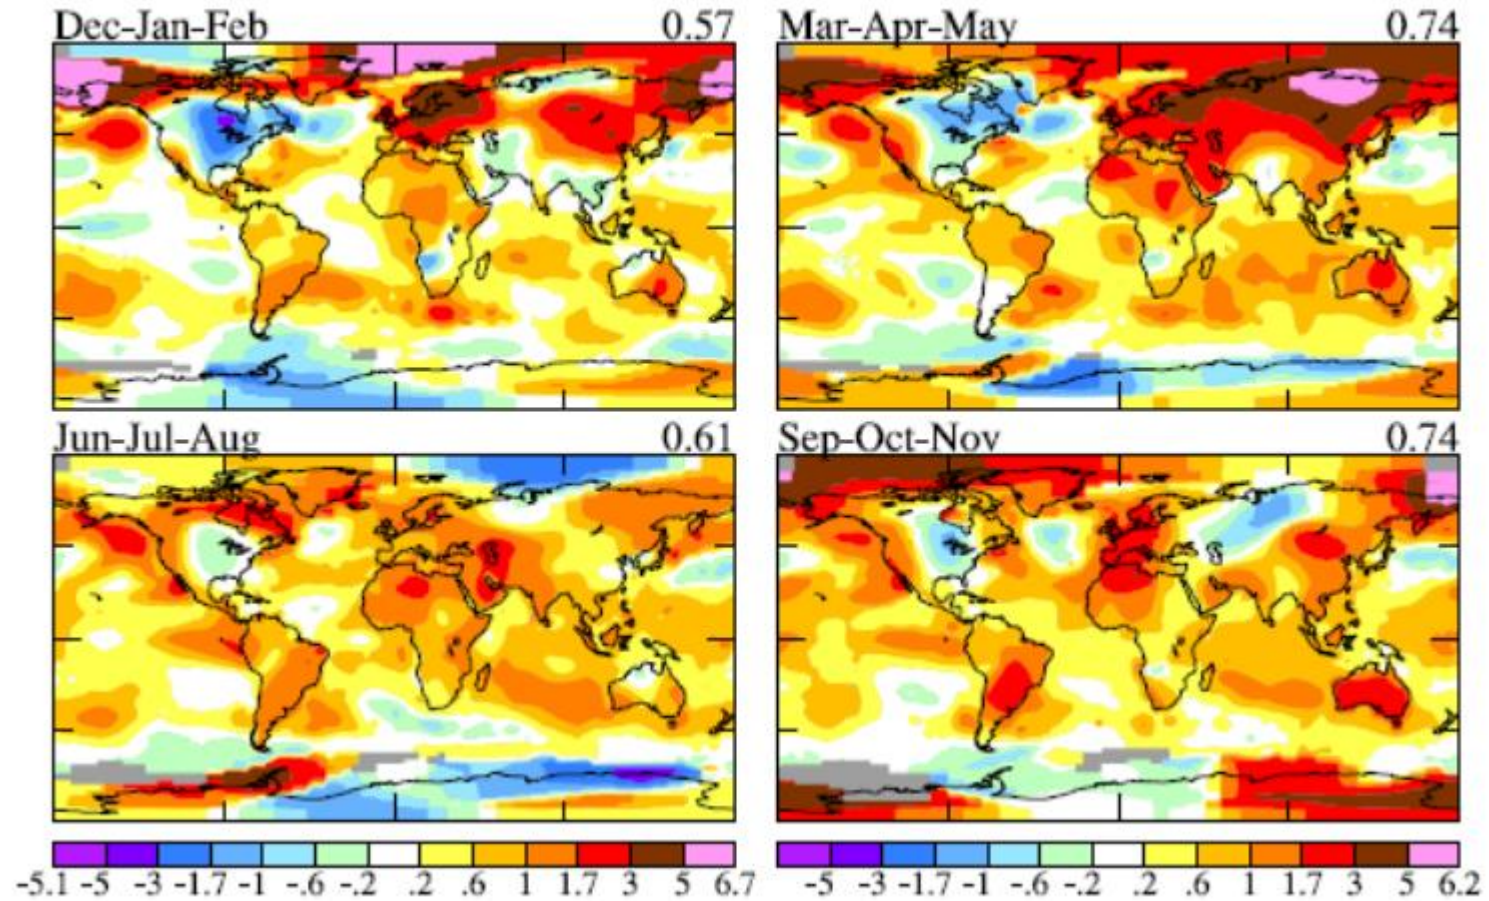 Dec-Jan-Feb 0.57
Mar-Apr-May 0.74
Jun-Jul-Aug 0.61
Sep-Oct-Nov 0.74
-5.1 -5 -3 -1.7 -1 -.6 -.2 .2 .6 1 1.7 3 5 6.7
-5 -3 -1.7 -1 -.6 -.2 .2 .6 1 1.7 3 5 6.2